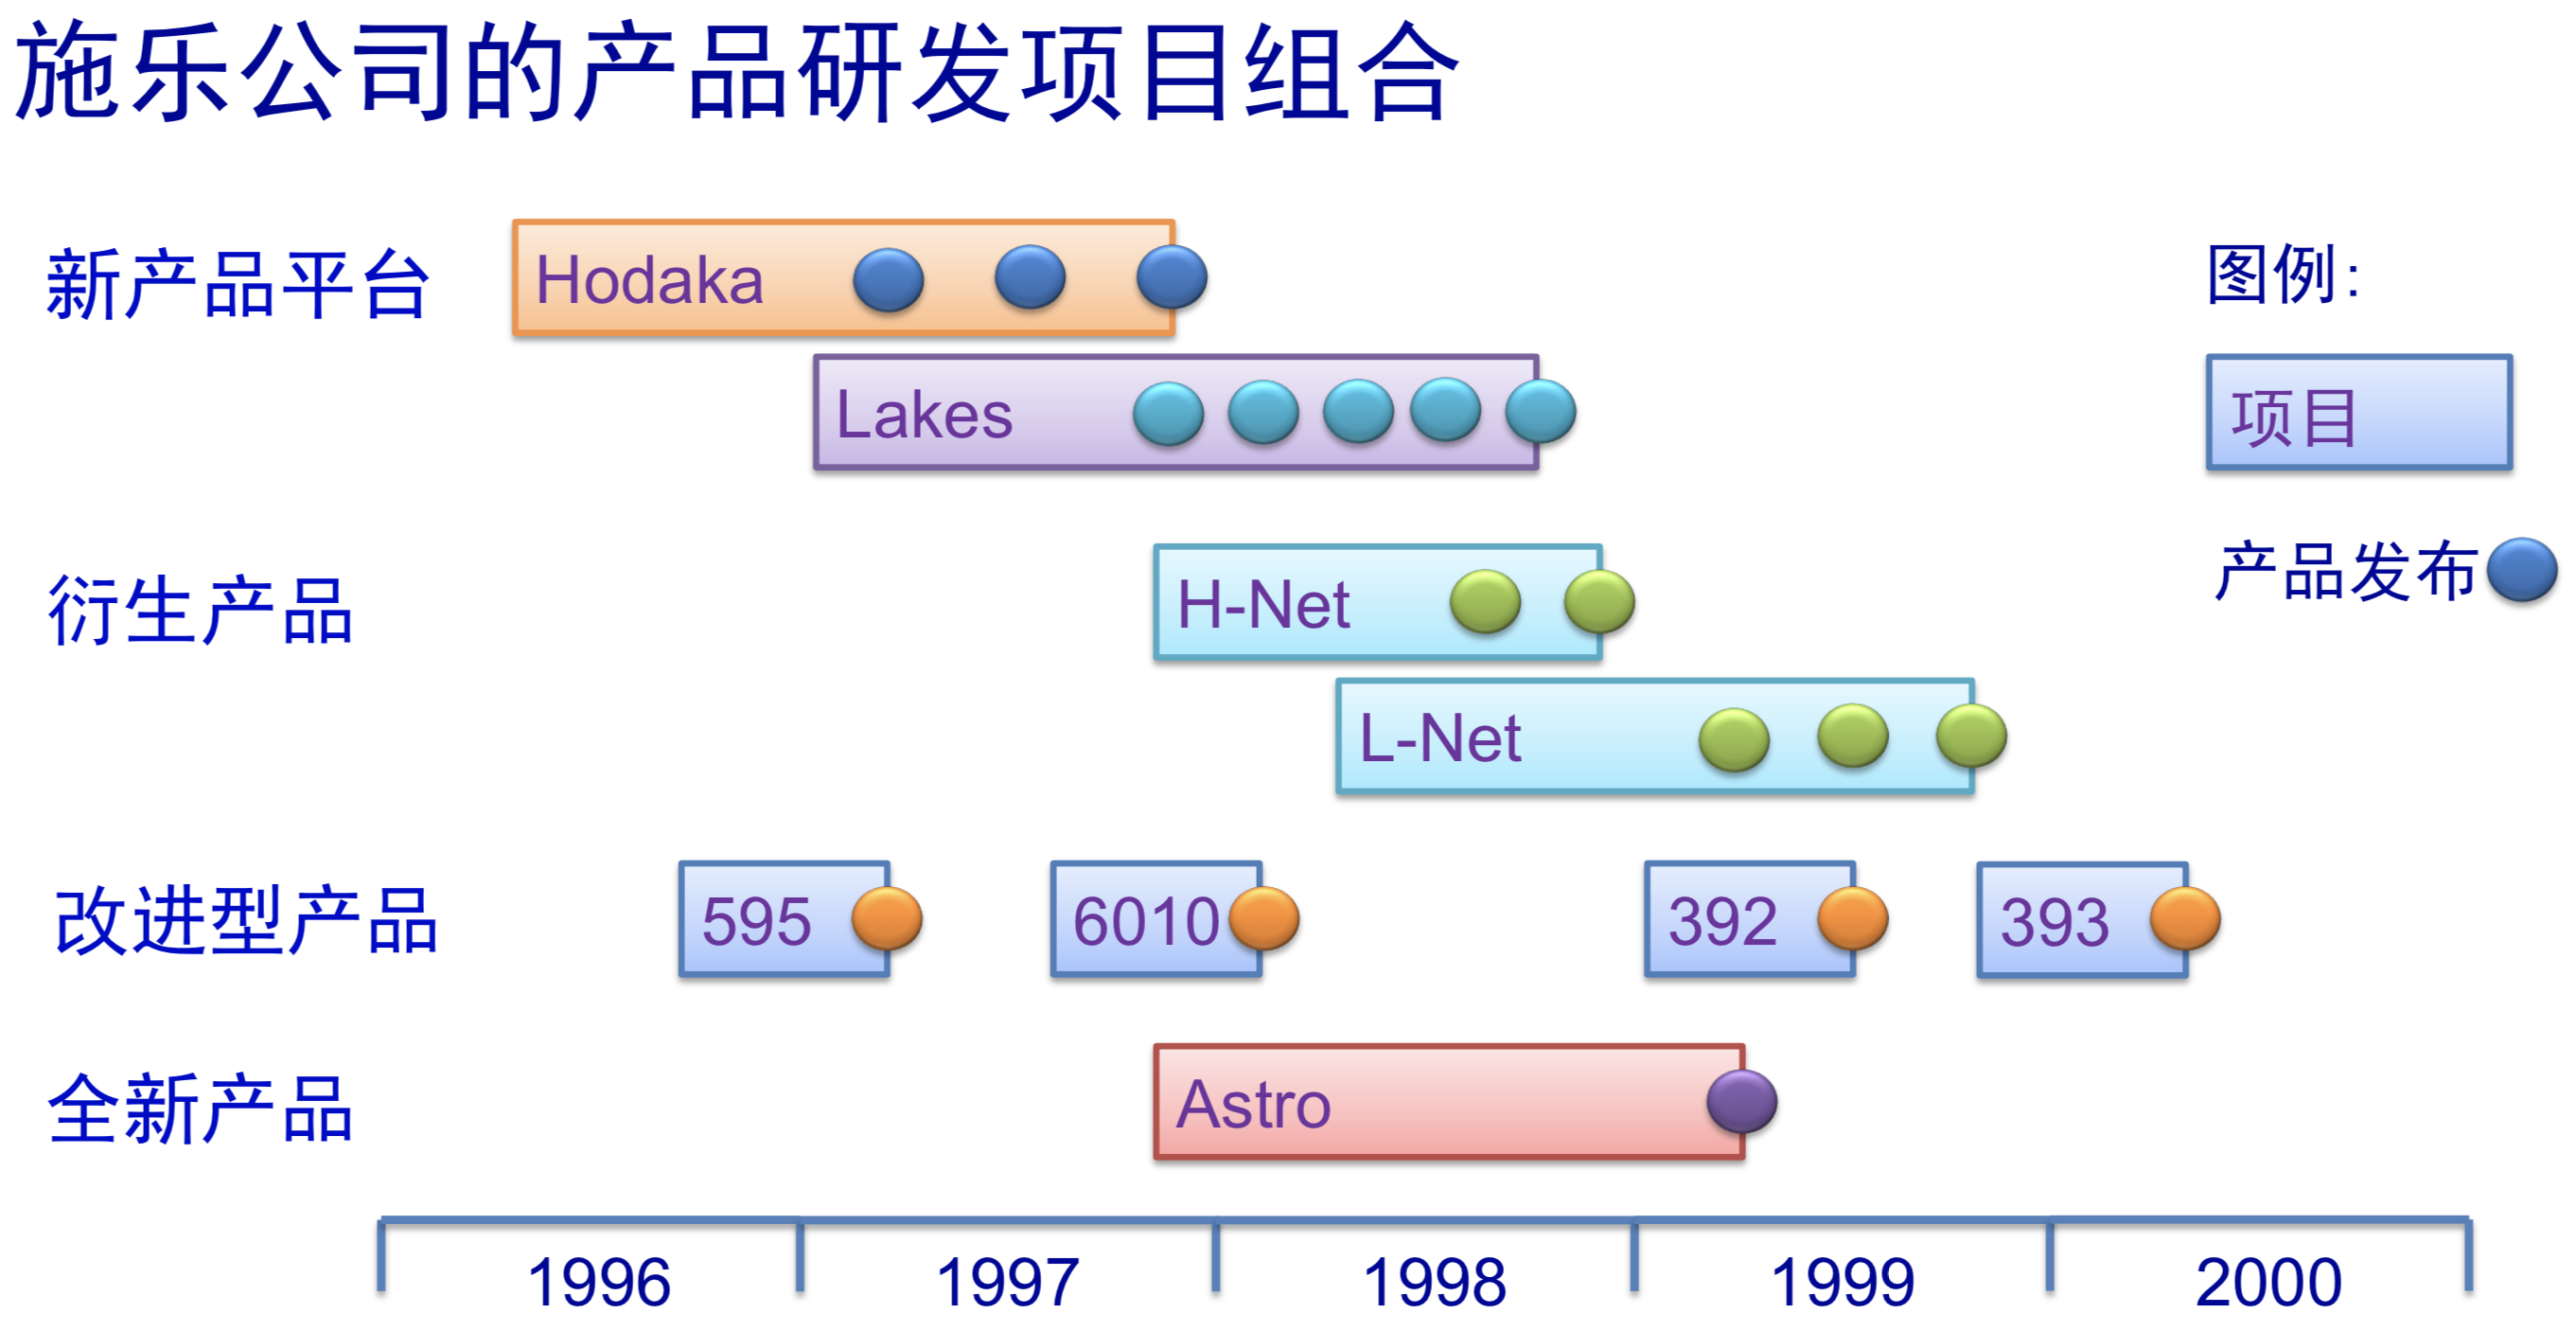 施乐公司的产品研发项目组合
新产品平台
Hodaka
图例:
Lakes
项目
衍生产品
H-Net
产品发布
L-Net
改进型产品
595
6010
392
393
全新产品
Astro
1996
1997
1998
1999
2000